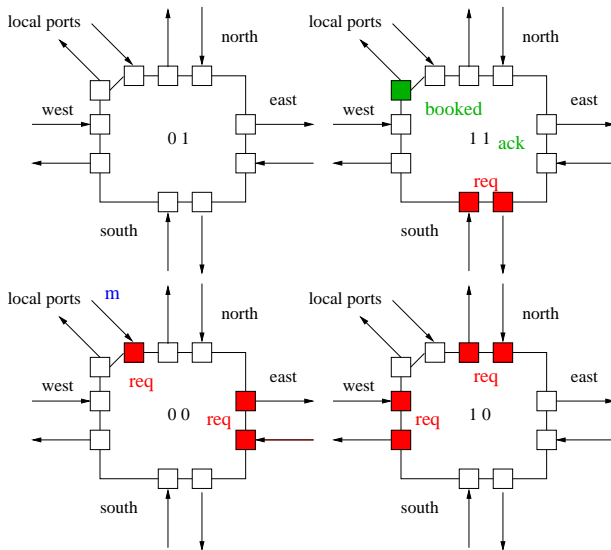 local ports
north
west
east
0 1
south
local ports
north
west
east
booked
1 1
ack
req
south
m
local ports
north
west
east
req
0 0
req
south
local ports
north
west
east
req
1 0
req
south